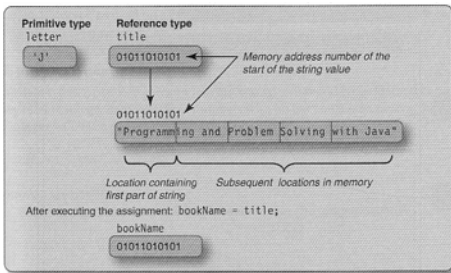 Primitive type Reference type
letter title
'J' 01011010101 Memory address number of the
start of the string value
01011010101
"Programming and Problem Solving with Java"
Location containing Subsequent locations in memory
first part of string
After executing the assignment: bookName = title;
bookName
01011010101